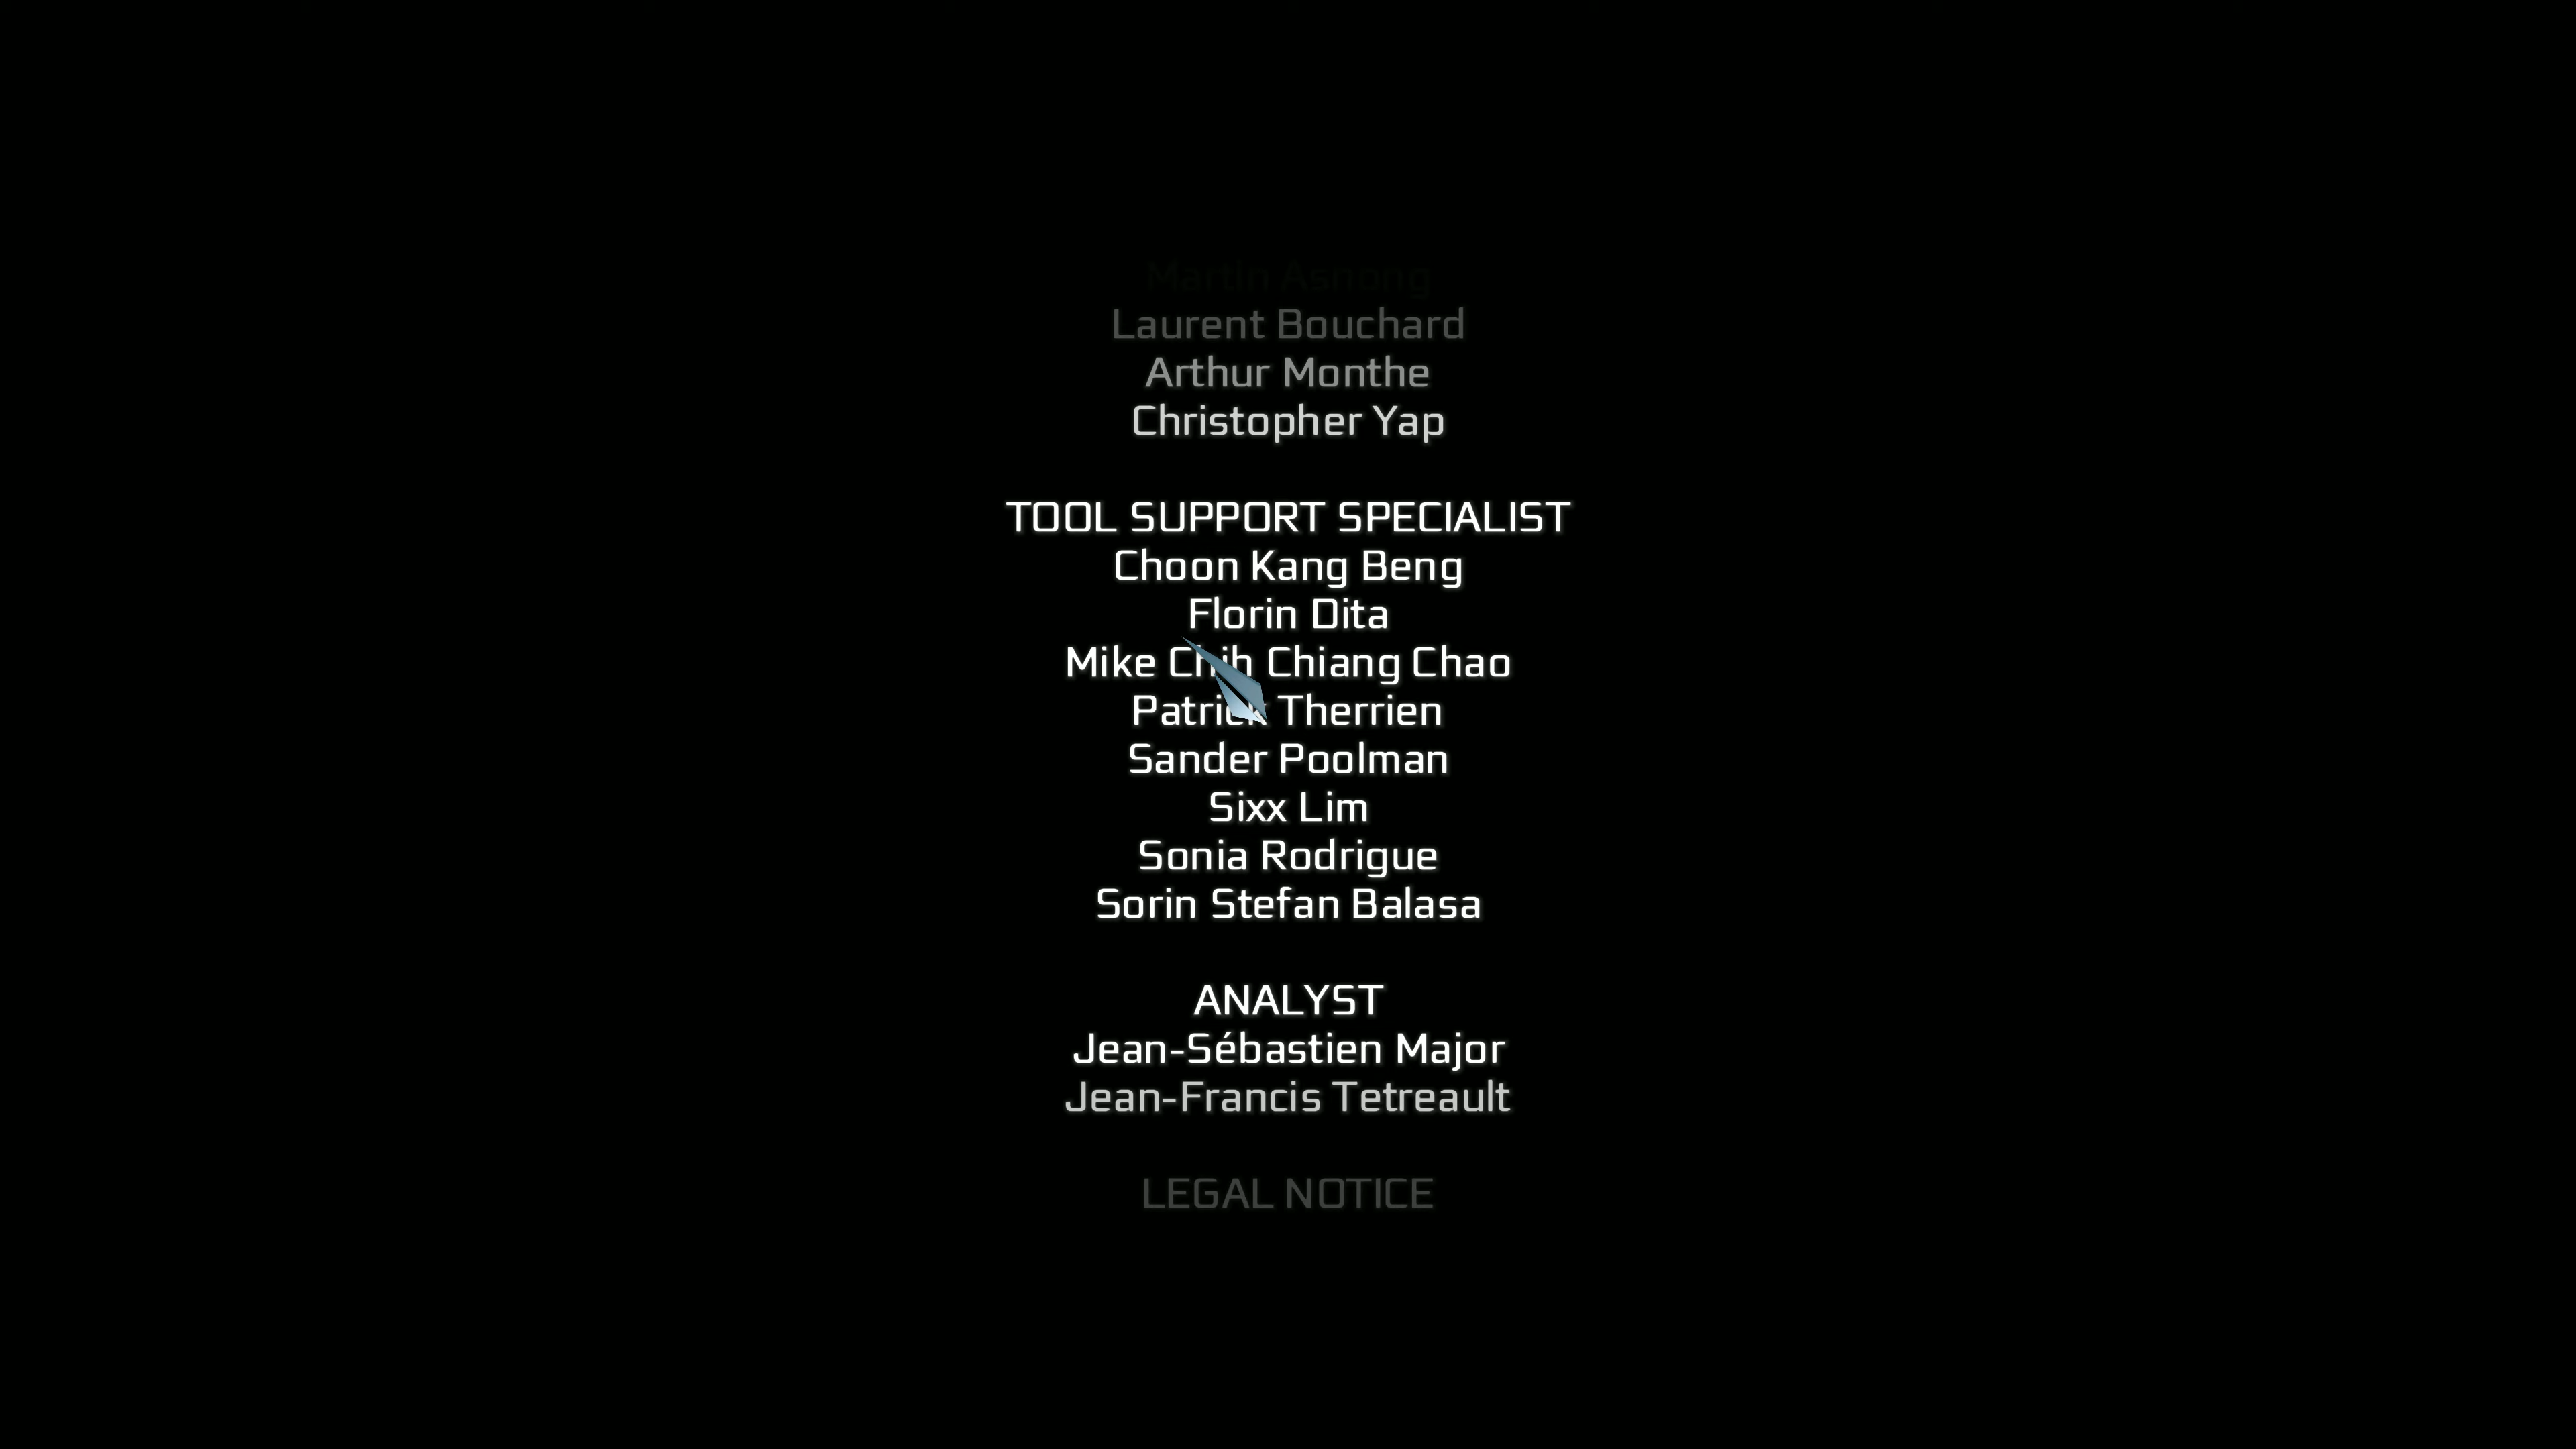 Martin Asnong
Laurent Bouchard
Arthur Monthe
Christopher Yap
TOOL SUPPORT SPECIALIST
Choon Kang Beng
Florin Dita
Mike Chih Chiang Chao
Patrick Therrien
Sander Poolman
Sixx Lim
Sonia Rodrigue
Sorin Stefan Balasa
ANALYST
Jean-Sébastien Major
Jean-Francis Tetreault
LEGAL NOTICE